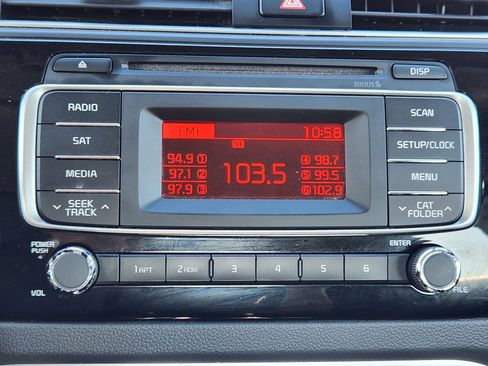 DISP
SIRIUS
RADIO
SCAN
FM1
10:58
ST
SAT
SETUP/CLOCK
94.9 1
4 98.7
97.1 2
103.5
5 99.5
MEDIA
MENU
97.9 3
6 102.9
SEEK
TRACK
CAT
FOLDER
POWER
PUSH
ENTER
1 RPT
2 RDM
3
4
5
6
VOL
FILE